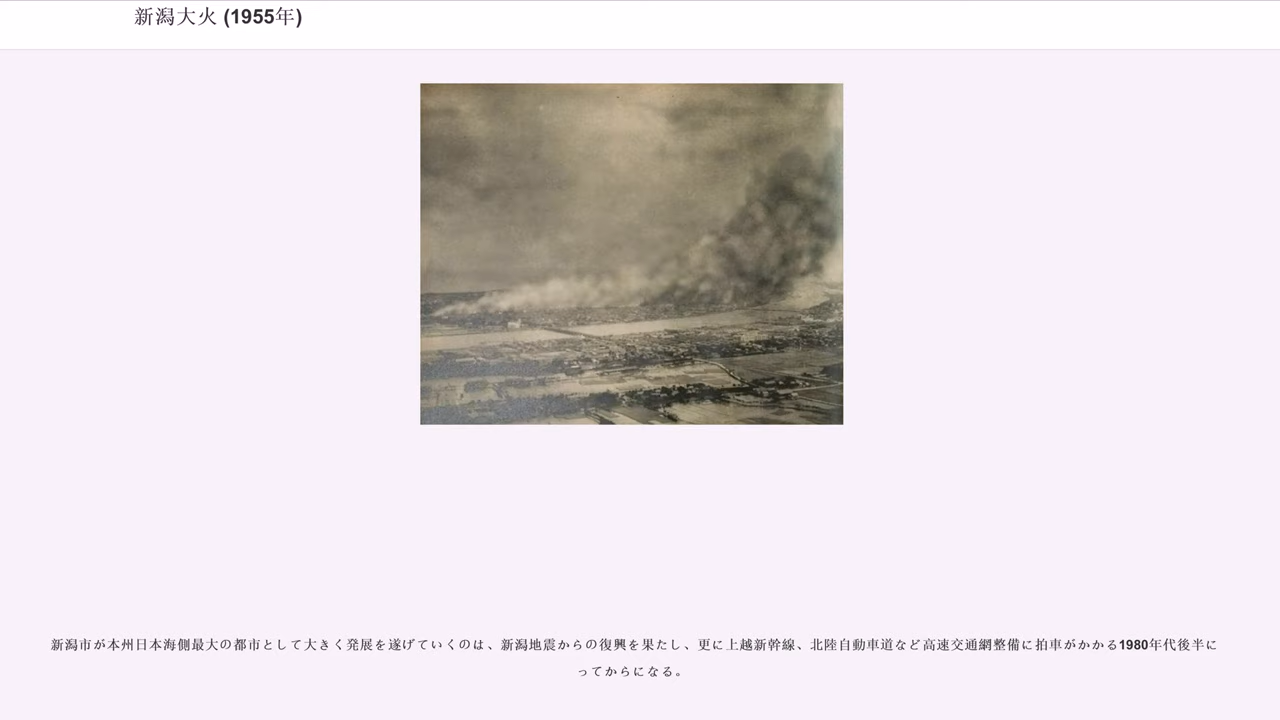 新潟大火 (1955年)
新潟市が本州日本海側最大の都市として大きく発展を遂げていくのは、新潟地震からの復興を果たし、更に上越新幹線、北陸自動車道など高速交通網整備に拍車がかかる1980年代後半に
ってからになる。